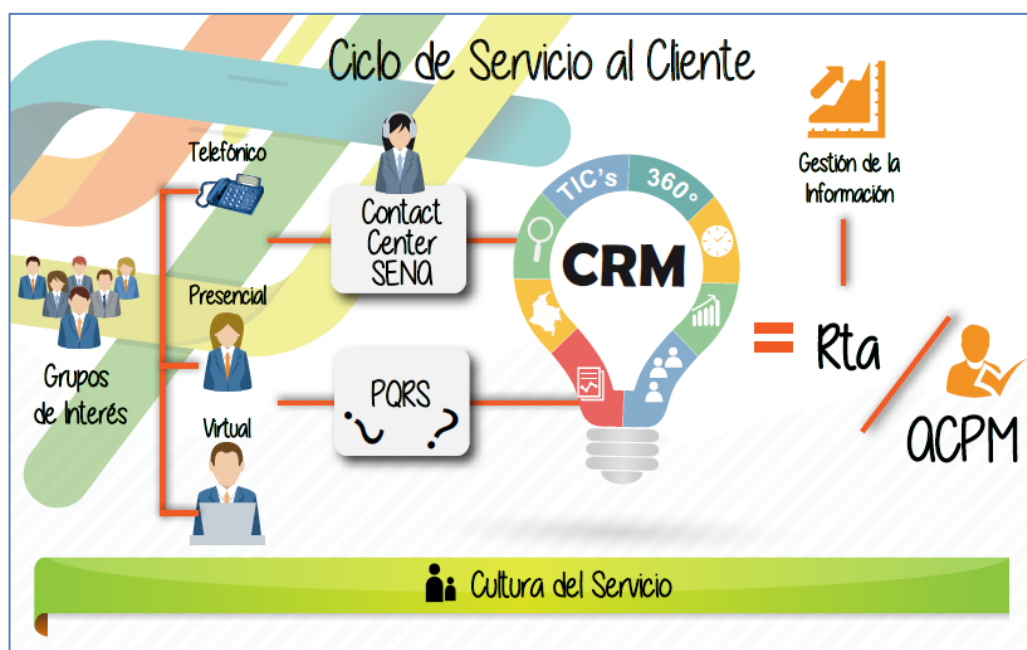 Ciclo de Servicio al Cliente
Telefónico
Contact
Center
SENA
TIC's 360°
CRM
Gestión de la
Información
Grupos
de Interés
Presencial
Virtual
PQRS
¿ ?
= Rta
/
ACPM
Cultura del Servicio